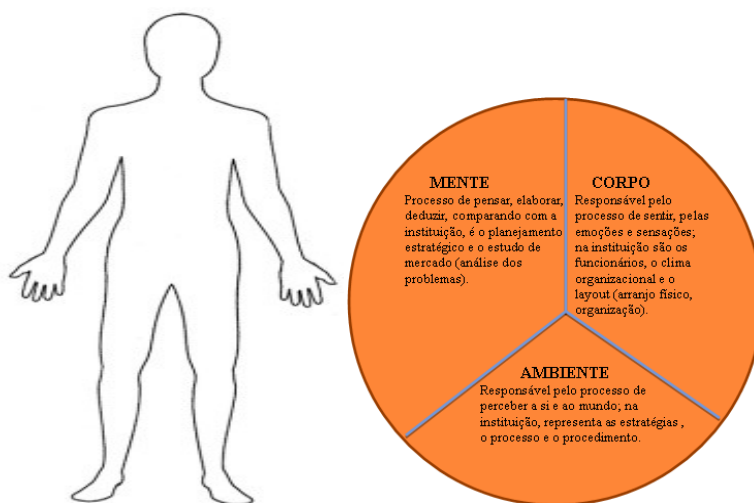 MENTE
Processo de pensar, elaborar,
deduzir, comparando com a
instituição, é o planejamento
estratégico e o estudo de
mercado (análise dos
problemas).
CORPO
Responsável pelo
processo de sentir, pelas
emoções e sensações;
na instituição são os
funcionários, o clima
organizacional e o
layout (arranjo físico,
organização).
AMBIENTE
Responsável pelo processo de
perceber a si e ao mundo; na
instituição, representa as estratégias ,
o processo e o procedimento.